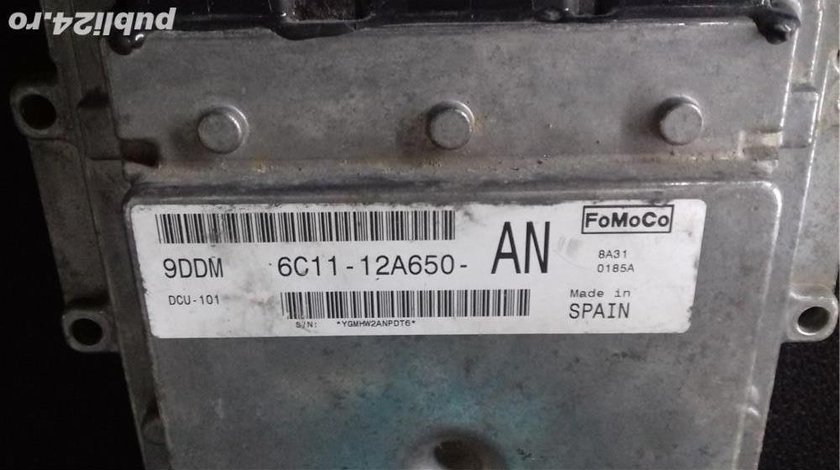 publi24.ro
9DDM 6C11-12A650- AN
FoMoCo
8A31
0185A
DCU-101
Made in
SPAIN
S/N: *YGMHW2ANPDT6*